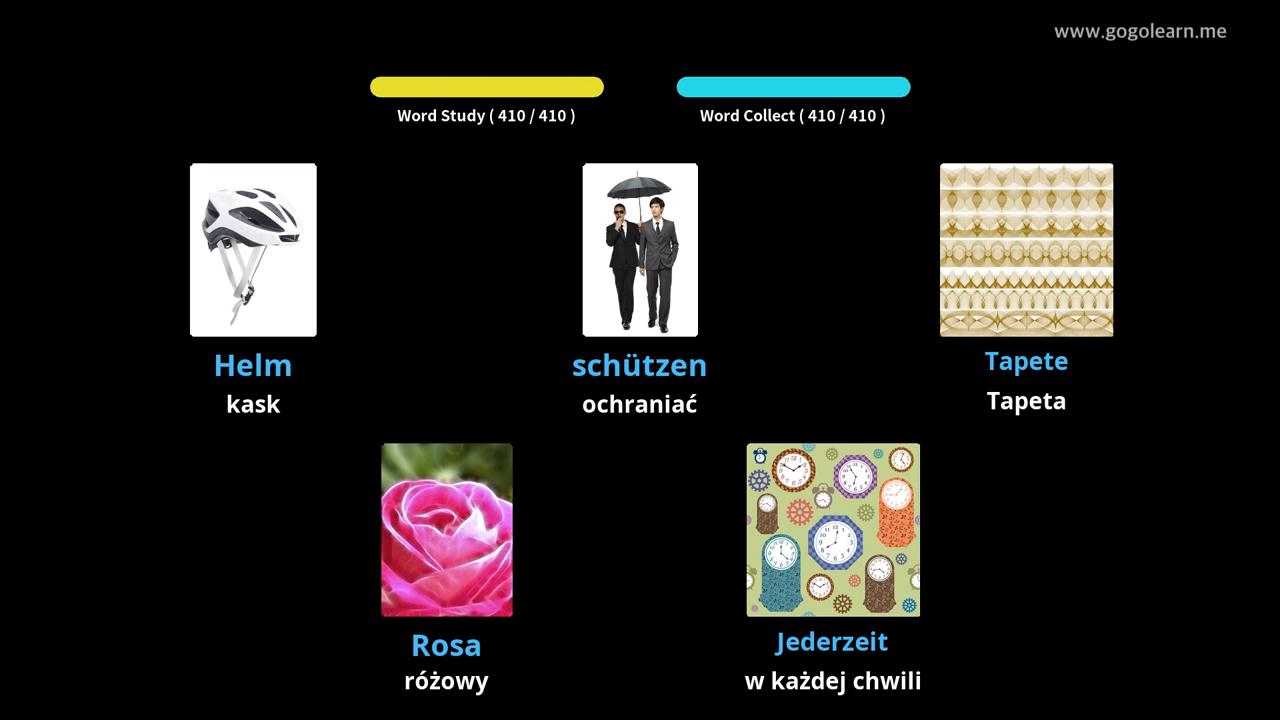 www.gogolearn.me
Word Study ( 410 / 410 )
Word Collect ( 410 / 410 )
Helm
kask
schützen
ochraniać
Tapete
Tapeta
Rosa
różowy
Jederzeit
w każdej chwili